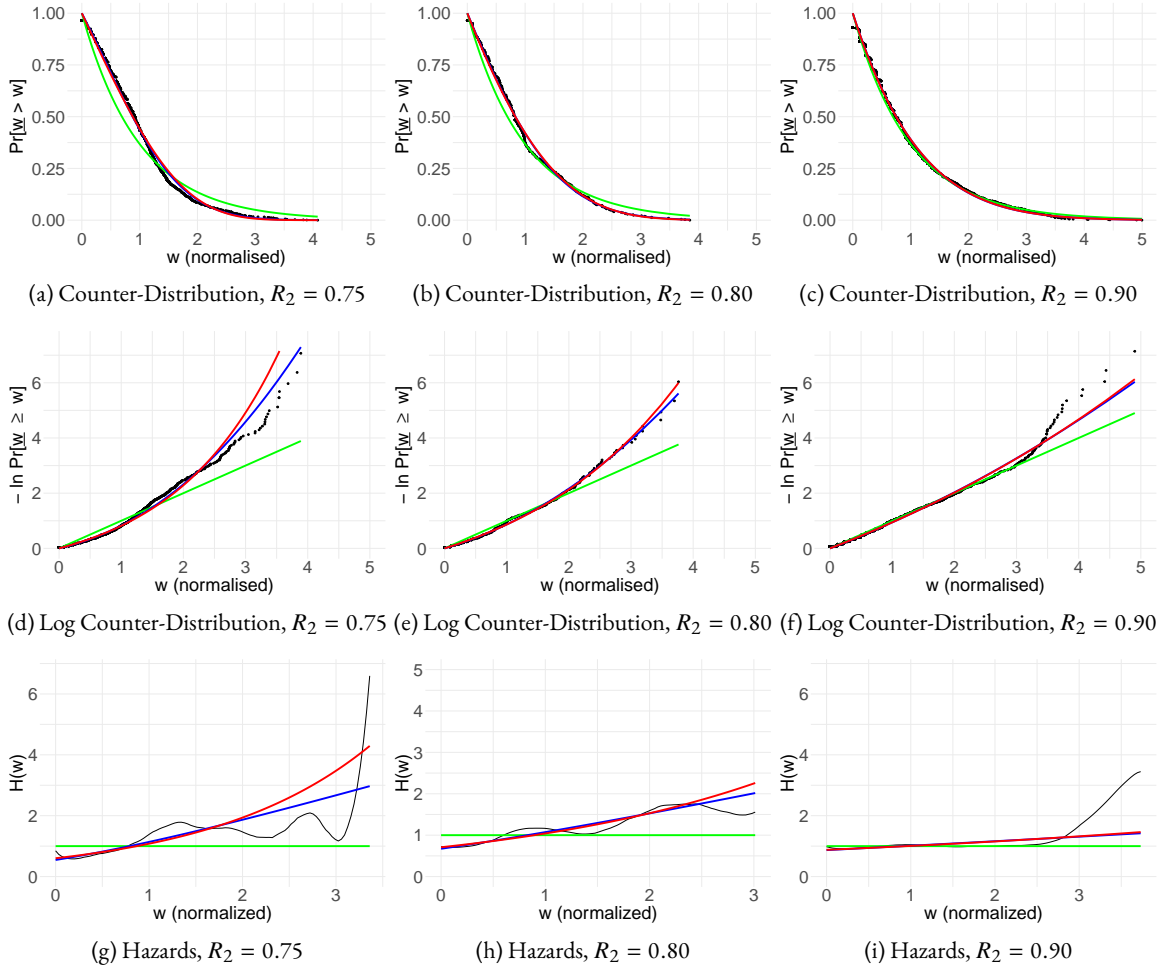 1.00
0.75
0.50
0.25
0.00
Pr[w > w]
0 1 2 3 4 5
w (normalised)
(a) Counter-Distribution, R₂ = 0.75
1.00
0.75
0.50
0.25
0.00
Pr[w > w]
0 1 2 3 4 5
w (normalised)
(b) Counter-Distribution, R₂ = 0.80
1.00
0.75
0.50
0.25
0.00
Pr[w > w]
0 1 2 3 4 5
w (normalised)
(c) Counter-Distribution, R₂ = 0.90
6
4
2
0
− ln Pr[w ≥ w]
0 1 2 3 4 5
w (normalised)
(d) Log Counter-Distribution, R₂ = 0.75
6
4
2
0
− ln Pr[w ≥ w]
0 1 2 3 4 5
w (normalised)
(e) Log Counter-Distribution, R₂ = 0.80
6
4
2
0
− ln Pr[w ≥ w]
0 1 2 3 4 5
w (normalised)
(f) Log Counter-Distribution, R₂ = 0.90
6
4
2
0
H(w)
0 1 2 3
w (normalized)
(g) Hazards, R₂ = 0.75
5
4
3
2
1
0
H(w)
0 1 2 3
w (normalized)
(h) Hazards, R₂ = 0.80
6
4
2
0
H(w)
0 1 2 3
w (normalized)
(i) Hazards, R₂ = 0.90